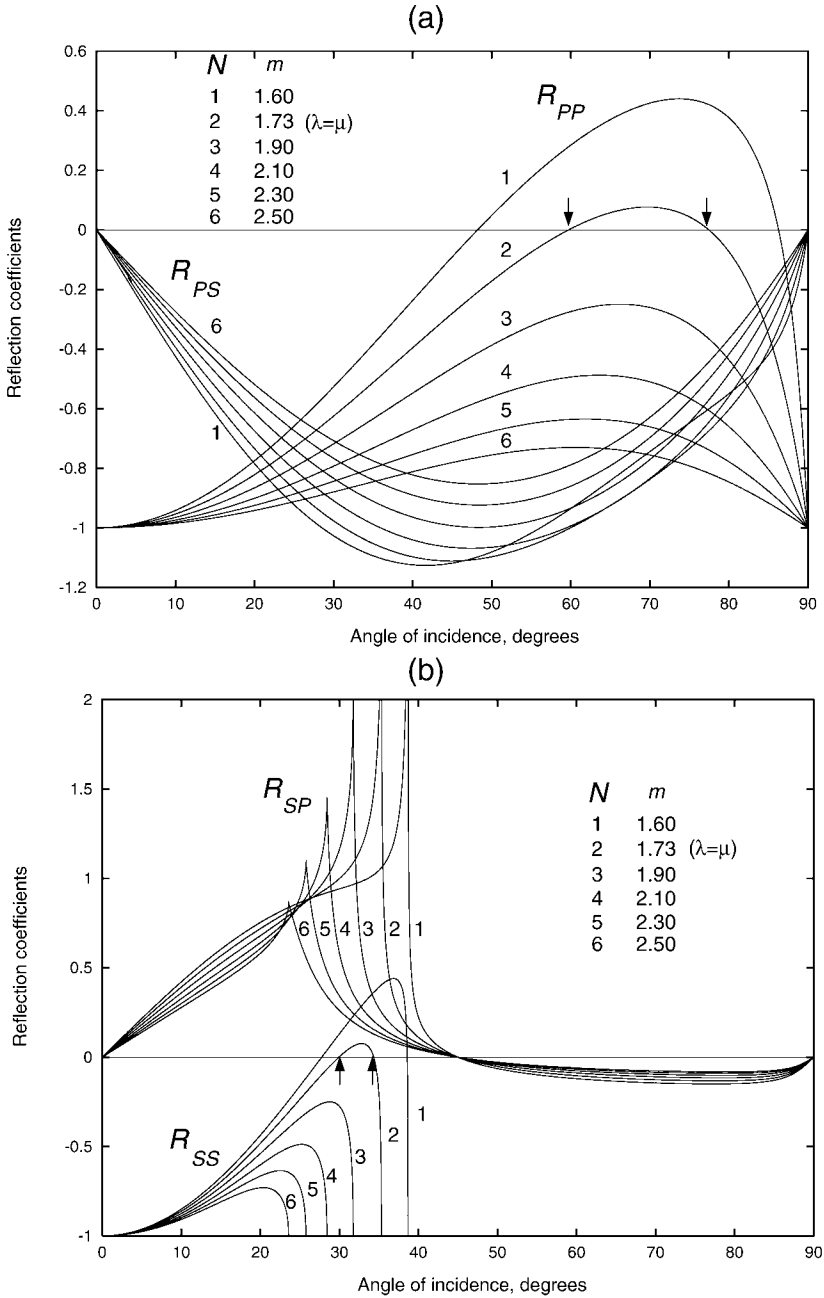 (a)
N m
1 1.60
2 1.73 (λ=μ)
3 1.90
4 2.10
5 2.30
6 2.50
R PP
R PS
1
2
3
4
5
6
6
1
0.6
0.4
0.2
0
-0.2
-0.4
-0.6
-0.8
-1
-1.2
Reflection coefficients
0 10 20 30 40 50 60 70 80 90
Angle of incidence, degrees
(b)
N m
1 1.60
2 1.73 (λ=μ)
3 1.90
4 2.10
5 2.30
6 2.50
R SP
6 5 4 3 2 1
R SS
6 5 4 3 2 1
2
1.5
1
0.5
0
-0.5
-1
Reflection coefficients
0 10 20 30 40 50 60 70 80 90
Angle of incidence, degrees